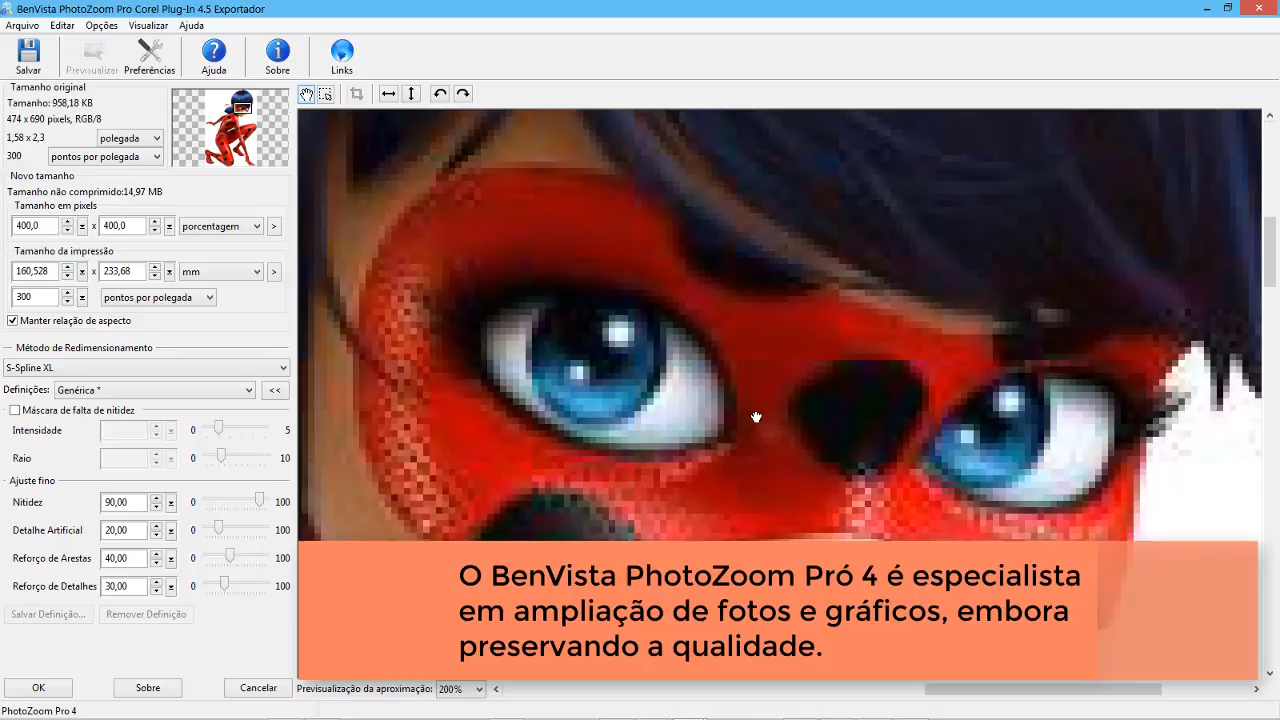 BenVista PhotoZoom Pro Corel Plug-In 4.5 Exportador
Arquivo Editar Opções Visualizar Ajuda
Salvar Previsualizar Preferências Ajuda Sobre Links
Tamanho original
Tamanho: 958,18 KB
474 x 690 pixels, RGB/8
1,58 x 2,3 polegada
300 pontos por polegada
Novo tamanho
Tamanho não comprimido:14,97 MB
Tamanho em pixels
400,0 x 400,0 porcentagem >
Tamanho da impressão
160,528 x 233,68 mm >
300 pontos por polegada
Manter relação de aspecto
Método de Redimensionamento
S-Spline XL
Definições: Genérica * <<
Máscara de falta de nitidez
Intensidade 0 5
Raio 0 10
Ajuste fino
Nitidez 90,00 0 100
Detalhe Artificial 20,00 0 100
Reforço de Arestas 40,00 0 100
Reforço de Detalhes 30,00 0 100
Salvar Definição... Remover Definição
O BenVista PhotoZoom Pró 4 é especialista
em ampliação de fotos e gráficos, embora
preservando a qualidade.
OK Sobre Cancelar Previsualização da aproximação: 200%
PhotoZoom Pro 4